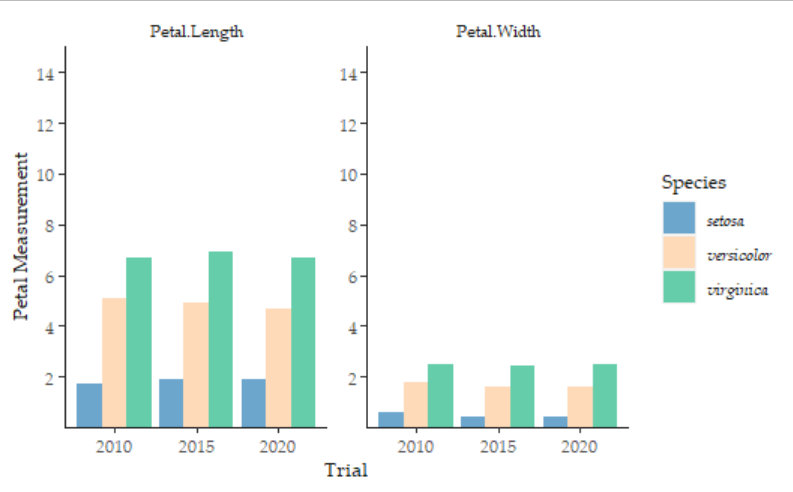 Petal.Length
Petal.Width
Petal Measurement
14
12
10
8
6
4
2
14
12
10
8
6
4
2
2010 2015 2020
2010 2015 2020
Trial
Species
setosa
versicolor
virginica